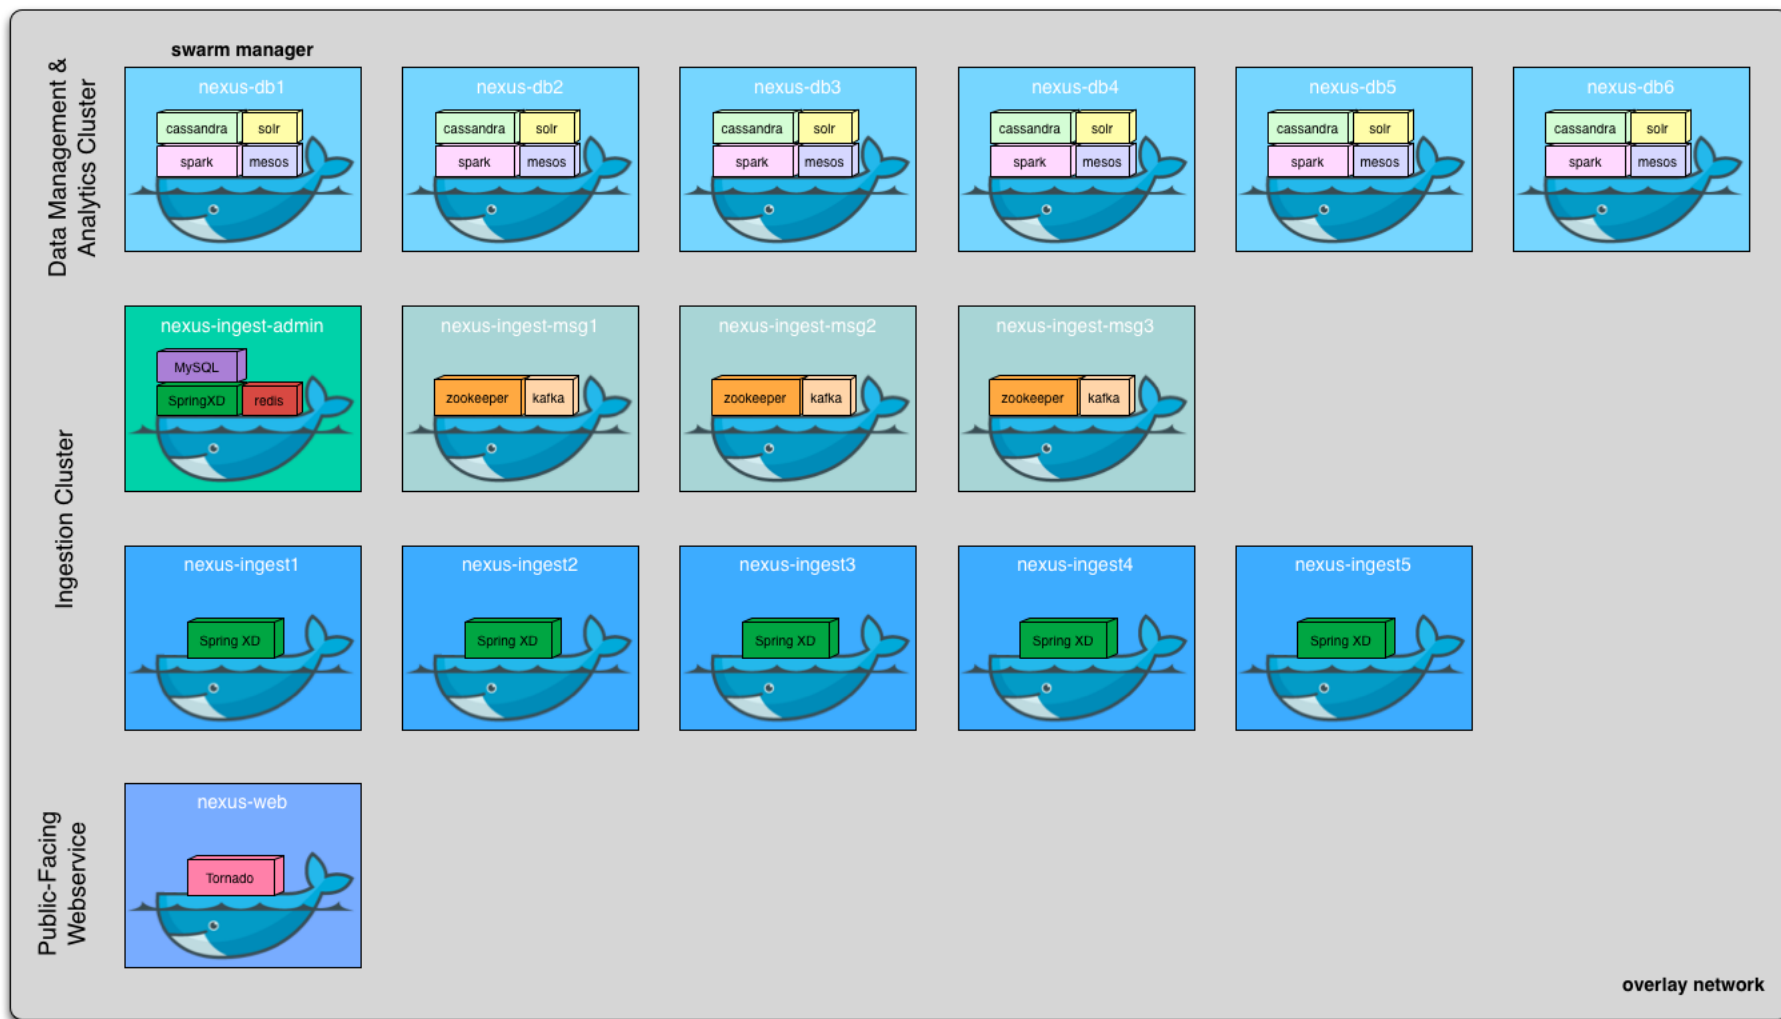 swarm manager
Data Management &
Analytics Cluster
nexus-db1
cassandra
solr
spark
mesos
nexus-db2
cassandra
solr
spark
mesos
nexus-db3
cassandra
solr
spark
mesos
nexus-db4
cassandra
solr
spark
mesos
nexus-db5
cassandra
solr
spark
mesos
nexus-db6
cassandra
solr
spark
mesos
Ingestion Cluster
nexus-ingest-admin
MySQL
SpringXD
redis
nexus-ingest-msg1
zookeeper
kafka
nexus-ingest-msg2
zookeeper
kafka
nexus-ingest-msg3
zookeeper
kafka
nexus-ingest1
Spring XD
nexus-ingest2
Spring XD
nexus-ingest3
Spring XD
nexus-ingest4
Spring XD
nexus-ingest5
Spring XD
Public-Facing
Webservice
nexus-web
Tornado
overlay network